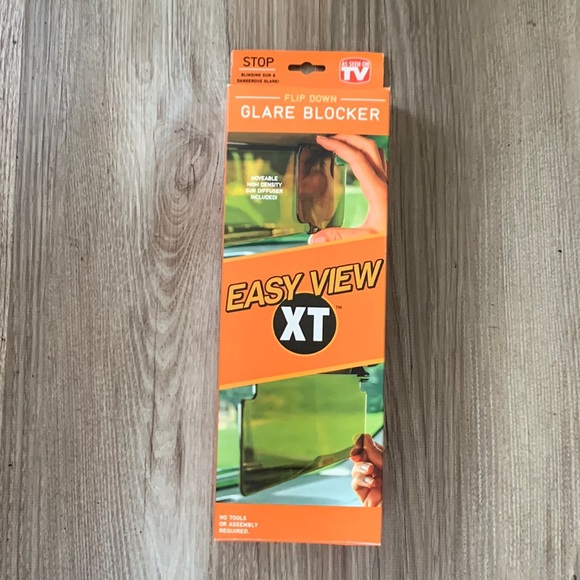 STOP
BLINDING SUN &
DANGEROUS GLARE!
AS SEEN ON
TV
FLIP DOWN
GLARE BLOCKER
MOVEABLE
HIGH DENSITY
SUN DIFFUSER
INCLUDED!
EASY VIEW
XT™
NO TOOLS
OR ASSEMBLY
REQUIRED.